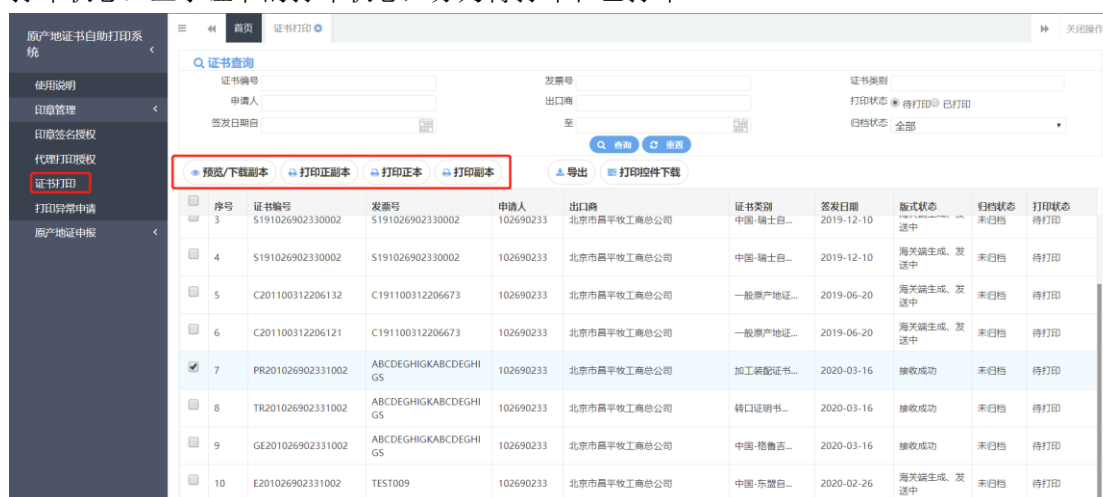 原产地证书自助打印系
统
使用说明
印章管理
印章签名授权
代理打印授权
证书打印
打印异常申请
原产地证申报
首页 证书打印 关闭操作
证书查询
证书编号 发票号 证书类别
申请人 出口商 打印状态 待打印 已打印
签发日期自 至 归档状态 全部
查询 重置
预览/下载副本 打印正副本 打印正本 打印副本 导出 打印控件下载
序号 证书编号 发票号 申请人 出口商 证书类别 签发日期 版式状态 归档状态 打印状态
3 S191026902330002 S191026902330002 102690233 北京市昌平牧工商总公司 中国-瑞士自... 2019-12-10 送中 未归档 待打印
4 S191026902330002 S191026902330002 102690233 北京市昌平牧工商总公司 中国-瑞士自... 2019-12-10 海关端生成、发
送中 未归档 待打印
5 C201100312206132 C191100312206673 102690233 北京市昌平牧工商总公司 一般原产地证... 2019-06-20 海关端生成、发
送中 未归档 待打印
6 C201100312206121 C191100312206673 102690233 北京市昌平牧工商总公司 一般原产地证... 2019-06-20 海关端生成、发
送中 未归档 待打印
7 PR201026902331002 ABCDEGHIGKABCDEGHI
GS 102690233 北京市昌平牧工商总公司 加工装配证书... 2020-03-16 接收成功 未归档 待打印
8 TR201026902331002 ABCDEGHIGKABCDEGHI
GS 102690233 北京市昌平牧工商总公司 转口证明书... 2020-03-16 接收成功 未归档 待打印
9 GE201026902331002 ABCDEGHIGKABCDEGHI
GS 102690233 北京市昌平牧工商总公司 中国-格鲁吉... 2020-03-16 接收成功 未归档 待打印
10 E201026902331002 TEST009 102690233 北京市昌平牧工商总公司 中国-东盟自... 2020-02-26 海关端生成、发
送中 未归档 待打印